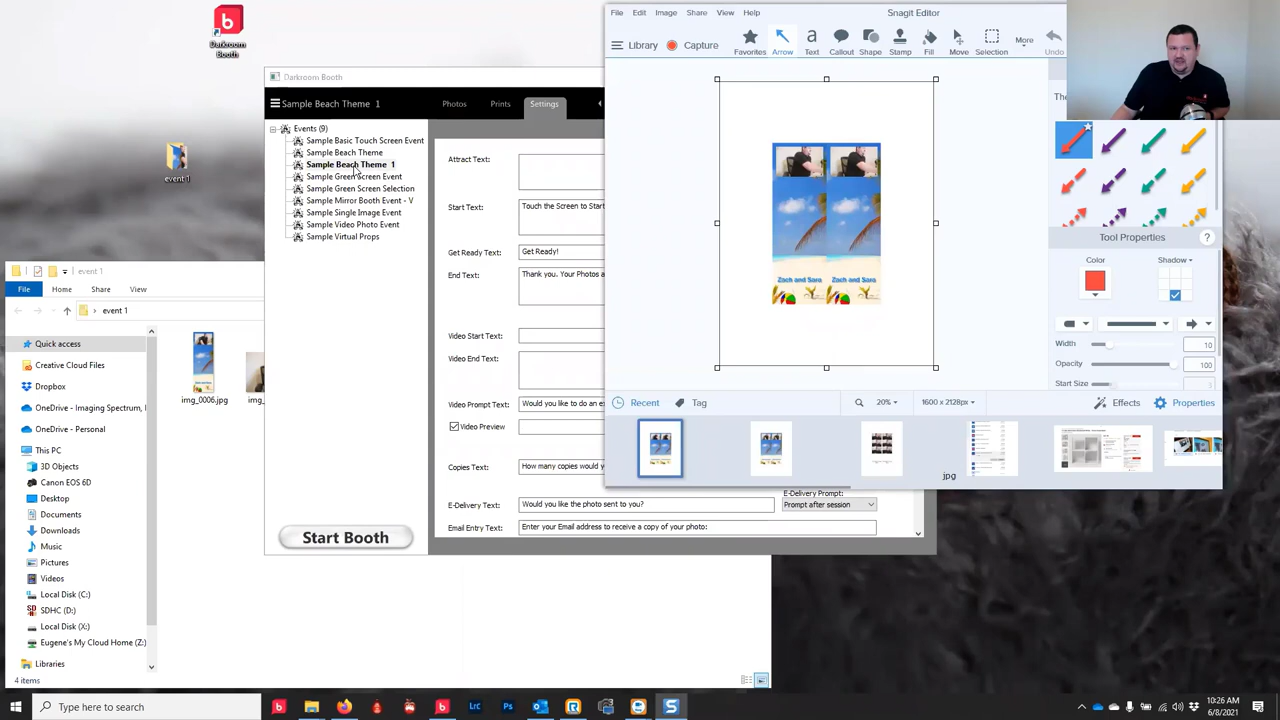 Darkroom
Booth
event 1
File Edit Image Share View Help
Snagit Editor
Library Capture
Favorites Arrow Text Callout Shape Stamp Fill Move Selection More Undo
Darkroom Booth
Sample Beach Theme 1
Photos Prints Settings
Events (9)
Sample Basic Touch Screen Event
Sample Beach Theme
Sample Beach Theme 1
Sample Green Screen Event
Sample Green Screen Selection
Sample Mirror Booth Event - V
Sample Single Image Event
Sample Video Photo Event
Sample Virtual Props
Start Booth
Attract Text:
Start Text: Touch the Screen to Start
Get Ready Text: Get Ready!
End Text: Thank you. Your Photos a
Video Start Text:
Video End Text:
Video Prompt Text: Would you like to do an e
Video Preview
Copies Text: How many copies would y
E-Delivery Text: Would you like the photo sent to you?
E-Delivery Prompt:
Prompt after session
Email Entry Text: Enter your Email address to receive a copy of your photo:
Zach and Sara Zach and Sara
Tool Properties ?
Color Shadow
Width 10
Opacity 100
Start Size
Recent Tag 20% 1600 x 2128px Effects Properties
jpg
event 1
File Home Share View
event 1
Quick access
Creative Cloud Files
Dropbox
OneDrive - Imaging Spectrum, I
OneDrive - Personal
This PC
3D Objects
Canon EOS 6D
Desktop
Documents
Downloads
Music
Pictures
Videos
Local Disk (C:)
SDHC (D:)
Local Disk (X:)
Eugene's My Cloud Home (Z:)
Libraries
img_0006.jpg
img_
4 items
Type here to search
Lrc
Ps
10:26 AM
6/8/2021